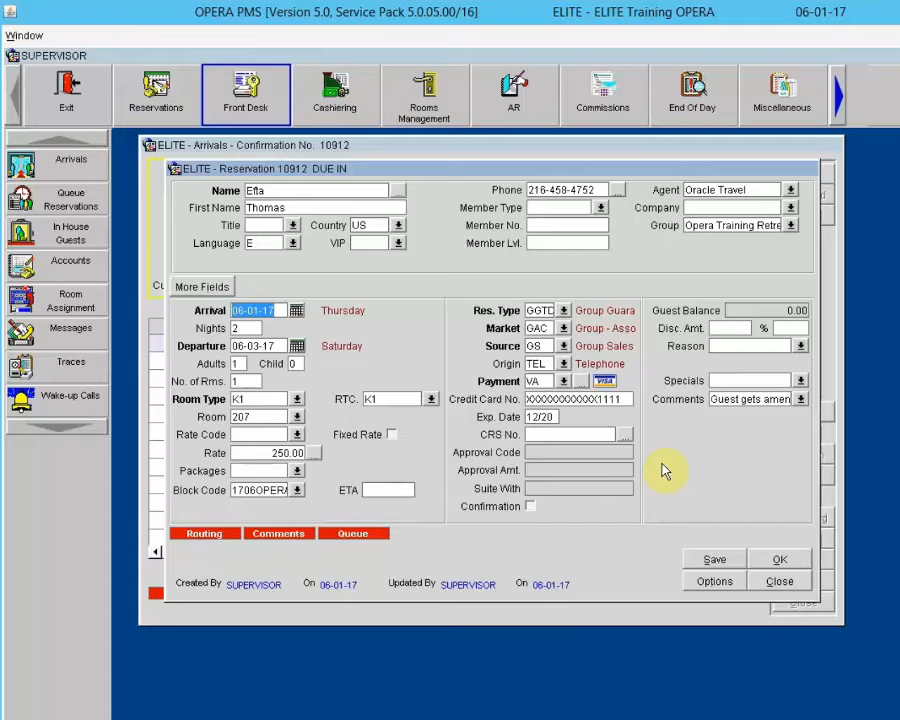 OPERA PMS [Version 5.0, Service Pack 5.0.05.00/16] ELITE - ELITE Training OPERA 06-01-17
Window
SUPERVISOR
Exit Reservations Front Desk Cashiering Rooms Management AR Commissions End Of Day Miscellaneous
Arrivals
Queue Reservations
In House Guests
Accounts
Room Assignment
Messages
Traces
Wake-up Calls
ELITE - Arrivals - Confirmation No. 10912
ELITE - Reservation 10912 DUE IN
Name Efta Phone 216-458-4752 ... Agent Oracle Travel
First Name Thomas Member Type Company
Title Country US Member No. Group Opera Training Retre
Language E VIP Member Lvl.
Cu
More Fields
Arrival 06-01-17 Thursday Res. Type GGTD Group Guara Guest Balance 0.00
Nights 2 Market GAC Group - Asso Disc. Amt. %
Departure 06-03-17 Saturday Source GS Group Sales Reason
Adults 1 Child 0 Origin TEL Telephone
No. of Rms. 1 Payment VA ... VISA Specials
Room Type K1 RTC. K1 Credit Card No. XXXXXXXXXXXX1111 Comments Guest gets amen
Room 207 Exp. Date 12/20
Rate Code Fixed Rate CRS No. ...
Rate 250.00 ... Approval Code
Packages Approval Amt.
Block Code 1706OPERA ETA Suite With
Confirmation
Routing Comments Queue
Save OK
Created By SUPERVISOR On 06-01-17 Updated By SUPERVISOR On 06-01-17 Options Close
Close